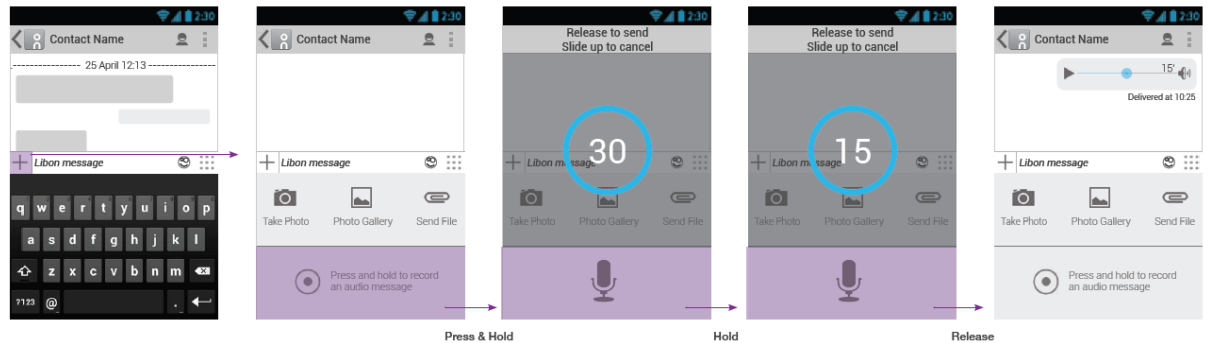 2:30
Contact Name
25 April 12:13
Libon message
q w e r t y u i o p
a s d f g h j k l
z x c v b n m
?123 @ .
2:30
Contact Name
Libon message
Take Photo Photo Gallery Send File
Press and hold to record
an audio message
Press & Hold
2:30
Release to send
Slide up to cancel
30
Libon message
Take Photo Photo Gallery Send File
Hold
2:30
Release to send
Slide up to cancel
15
Libon message
Take Photo Photo Gallery Send File
Release
2:30
Contact Name
15'
Delivered at 10:25
Libon message
Take Photo Photo Gallery Send File
Press and hold to record
an audio message